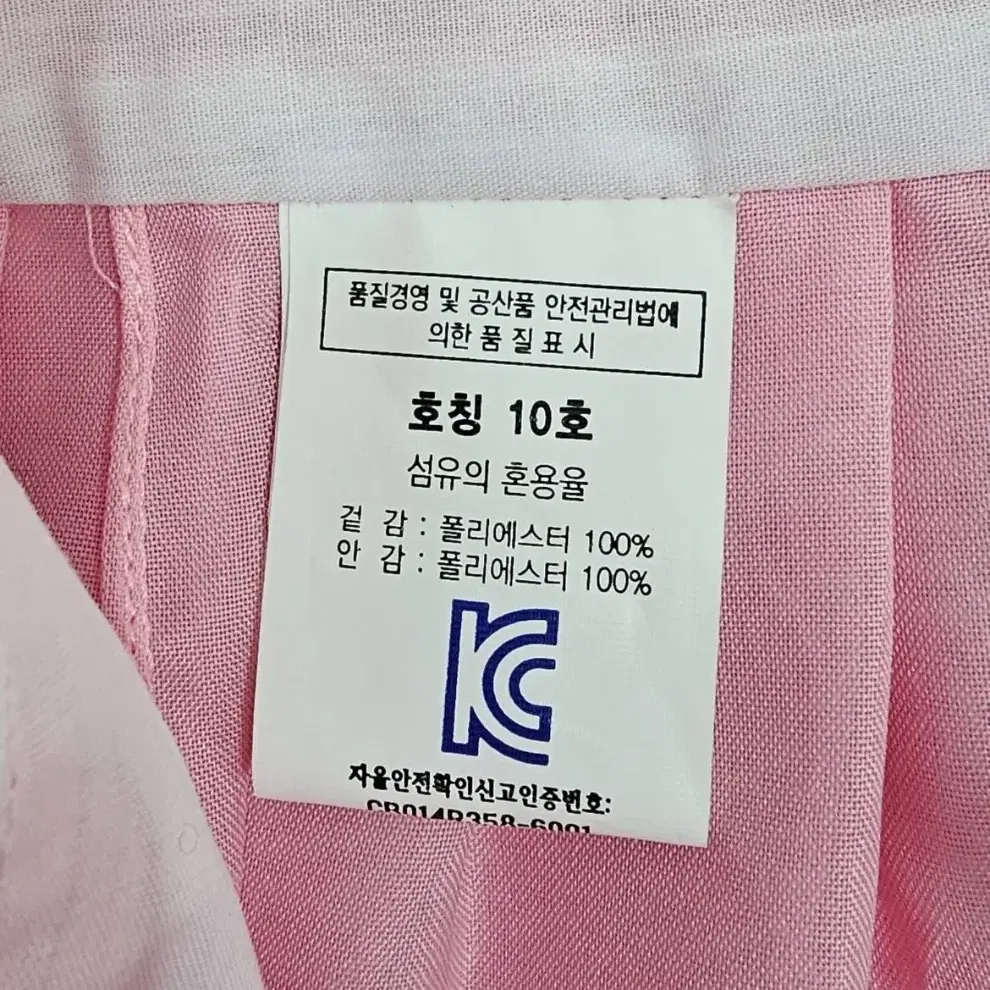 품질경영 및 공산품 안전관리법에
의한 품 질 표 시
호칭 10호
섬유의 혼용율
겉 감 : 폴리에스터 100%
안 감 : 폴리에스터 100%
KC
자율안전확인신고인증번호:
CB014R358-6001